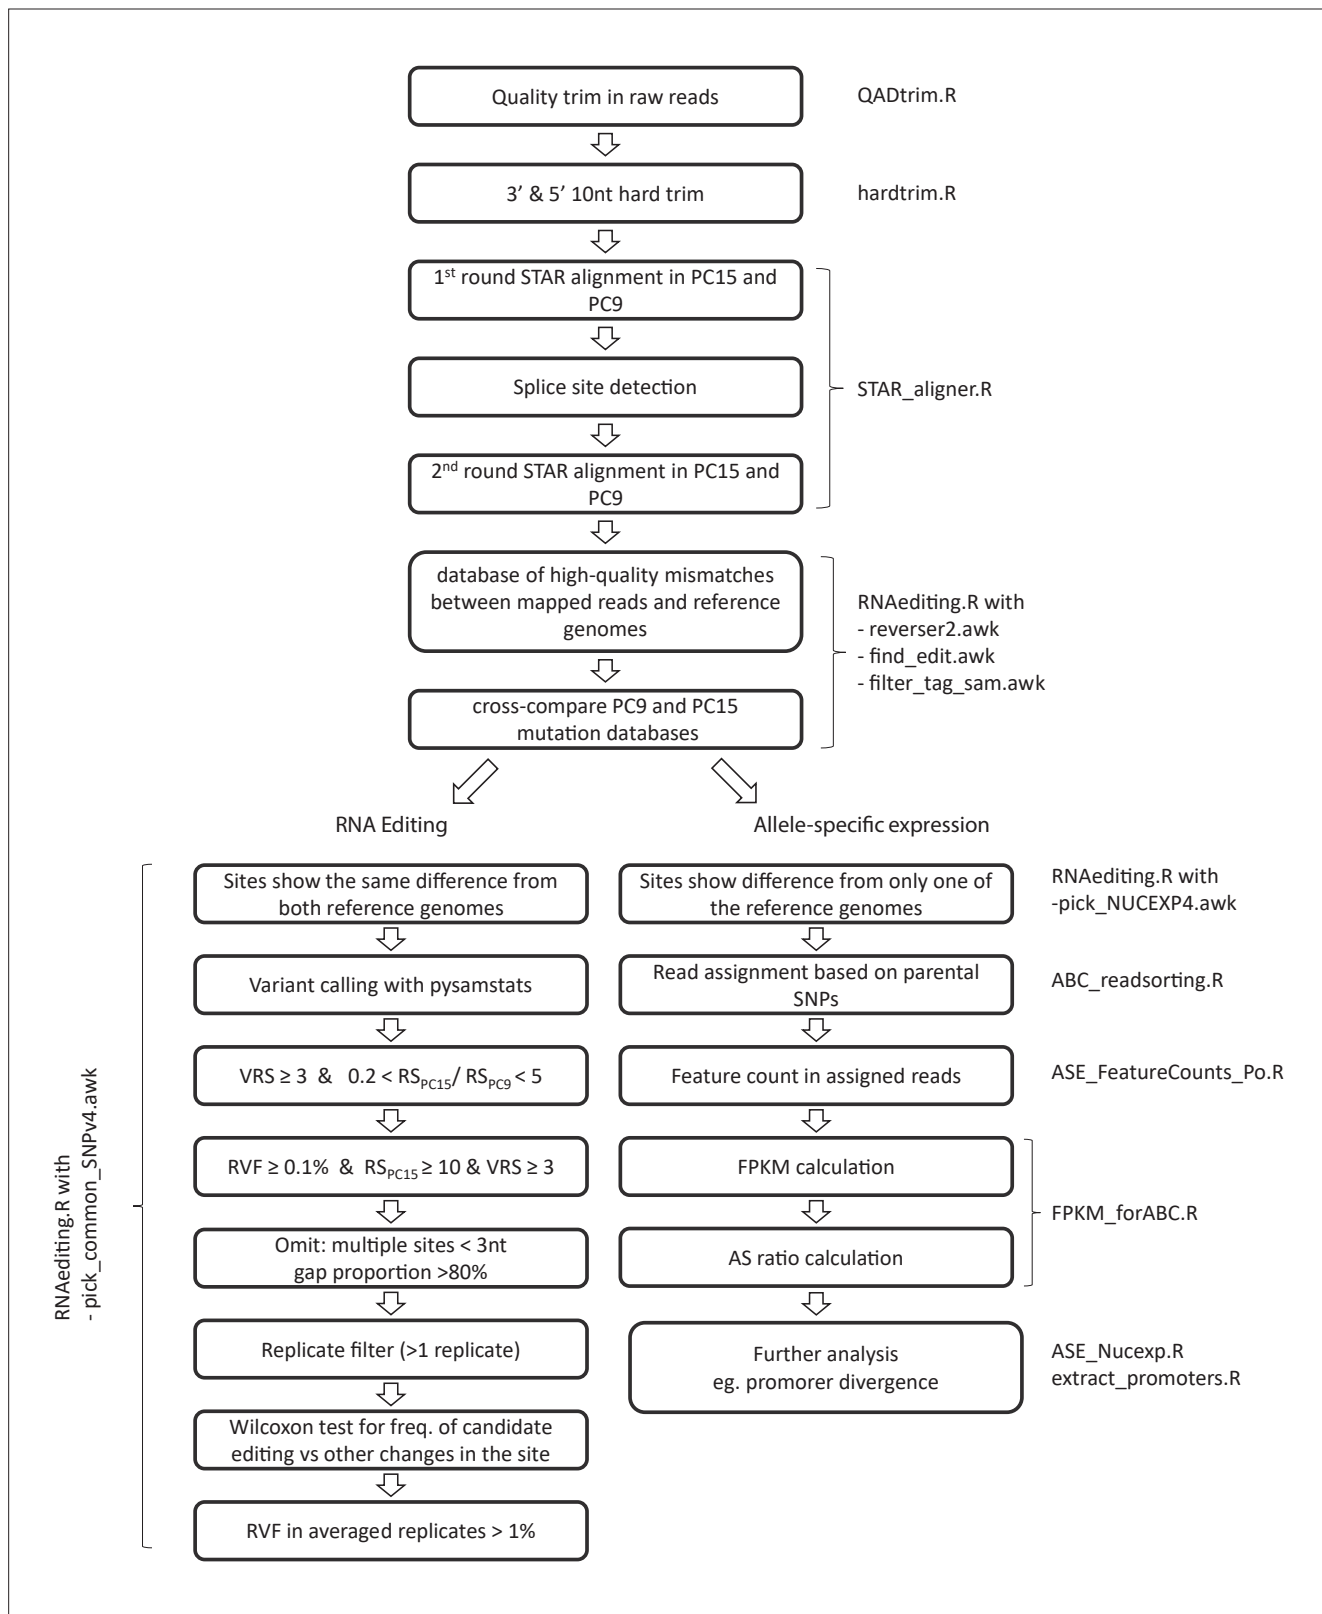 Quality trim in raw reads
QADtrim.R
3’ & 5’ 10nt hard trim
hardtrim.R
1st round STAR alignment in PC15 and
PC9
Splice site detection
STAR_aligner.R
2nd round STAR alignment in PC15 and
PC9
database of high-quality mismatches
between mapped reads and reference
genomes
RNAediting.R with
- reverser2.awk
- find_edit.awk
- filter_tag_sam.awk
cross-compare PC9 and PC15
mutation databases
RNA Editing
Sites show the same difference from
both reference genomes
Variant calling with pysamstats
VRS ≥ 3 & 0.2 < RSPC15/ RSPC9 < 5
RVF ≥ 0.1% & RSPC15 ≥ 10 & VRS ≥ 3
Omit: multiple sites < 3nt
gap proportion >80%
Replicate filter (>1 replicate)
Wilcoxon test for freq. of candidate
editing vs other changes in the site
RVF in averaged replicates > 1%
RNAediting.R with
- pick_common_SNPv4.awk
Allele-specific expression
Sites show difference from only one of
the reference genomes
RNAediting.R with
-pick_NUCEXP4.awk
Read assignment based on parental
SNPs
ABC_readsorting.R
Feature count in assigned reads
ASE_FeatureCounts_Po.R
FPKM calculation
AS ratio calculation
FPKM_forABC.R
Further analysis
eg. promorer divergence
ASE_Nucexp.R
extract_promoters.R